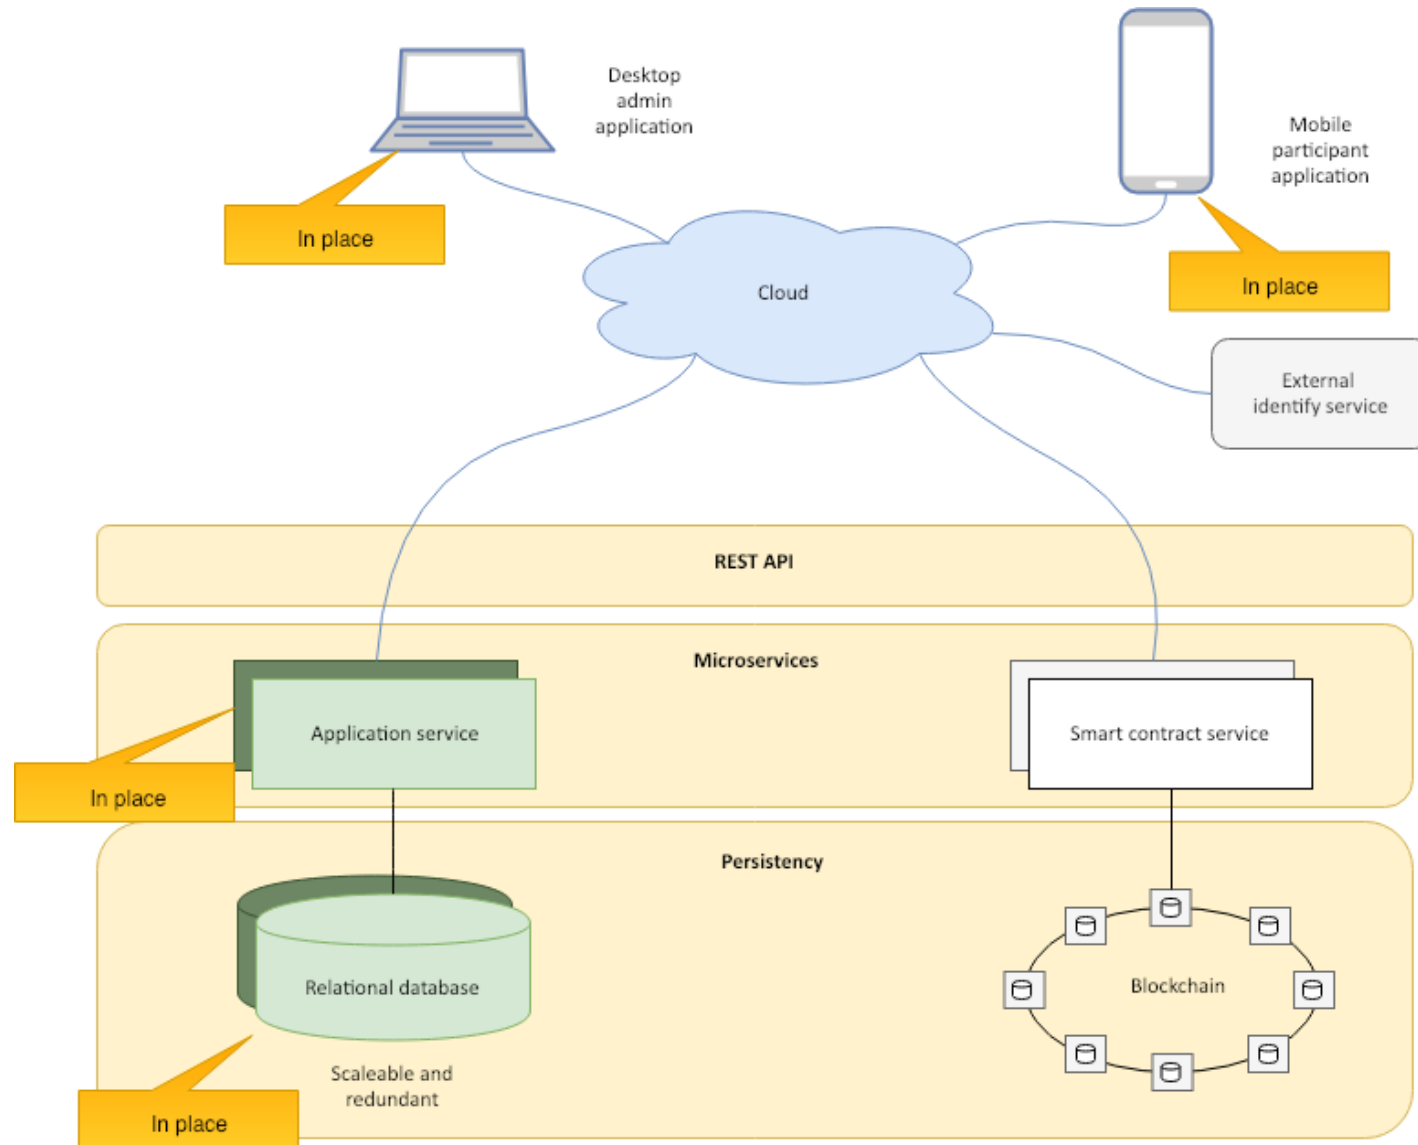 Desktop
admin
application
Mobile
participant
application
In place
In place
Cloud
External
identify service
REST API
Microservices
Application service
Smart contract service
In place
Persistency
Relational database
Blockchain
Scaleable and
redundant
In place